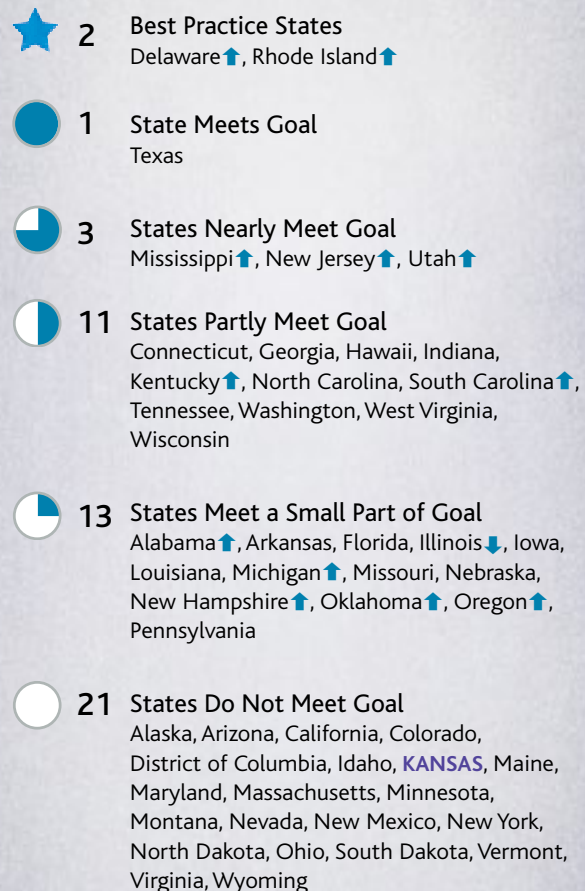 2 Best Practice States
Delaware⬆, Rhode Island⬆
1 State Meets Goal
Texas
3 States Nearly Meet Goal
Mississippi⬆, New Jersey⬆, Utah⬆
11 States Partly Meet Goal
Connecticut, Georgia, Hawaii, Indiana,
Kentucky⬆, North Carolina, South Carolina⬆,
Tennessee, Washington, West Virginia,
Wisconsin
13 States Meet a Small Part of Goal
Alabama⬆, Arkansas, Florida, Illinois⬇, Iowa,
Louisiana, Michigan⬆, Missouri, Nebraska,
New Hampshire⬆, Oklahoma⬆, Oregon⬆,
Pennsylvania
21 States Do Not Meet Goal
Alaska, Arizona, California, Colorado,
District of Columbia, Idaho, KANSAS, Maine,
Maryland, Massachusetts, Minnesota,
Montana, Nevada, New Mexico, New York,
North Dakota, Ohio, South Dakota, Vermont,
Virginia, Wyoming